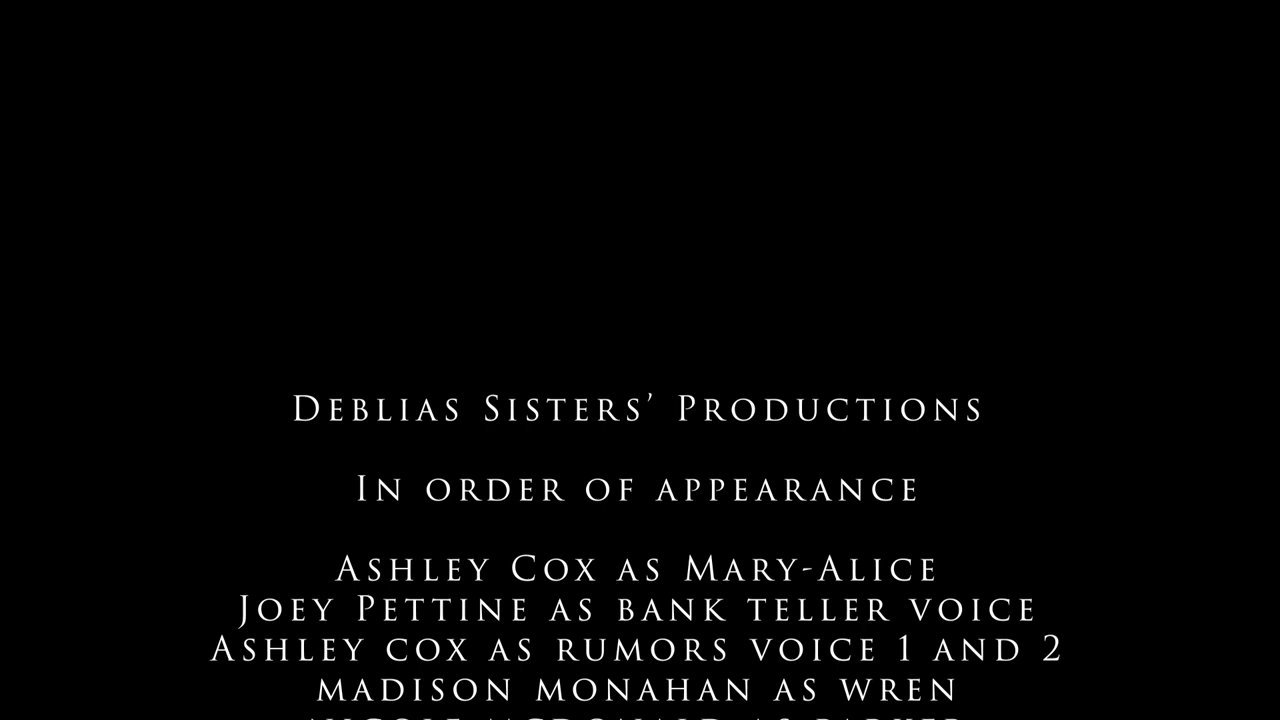 Deblias Sisters’ Productions
In order of appearance
Ashley Cox as Mary-Alice
Joey Pettine as bank teller voice
Ashley cox as rumors voice 1 and 2
madison monahan as wren